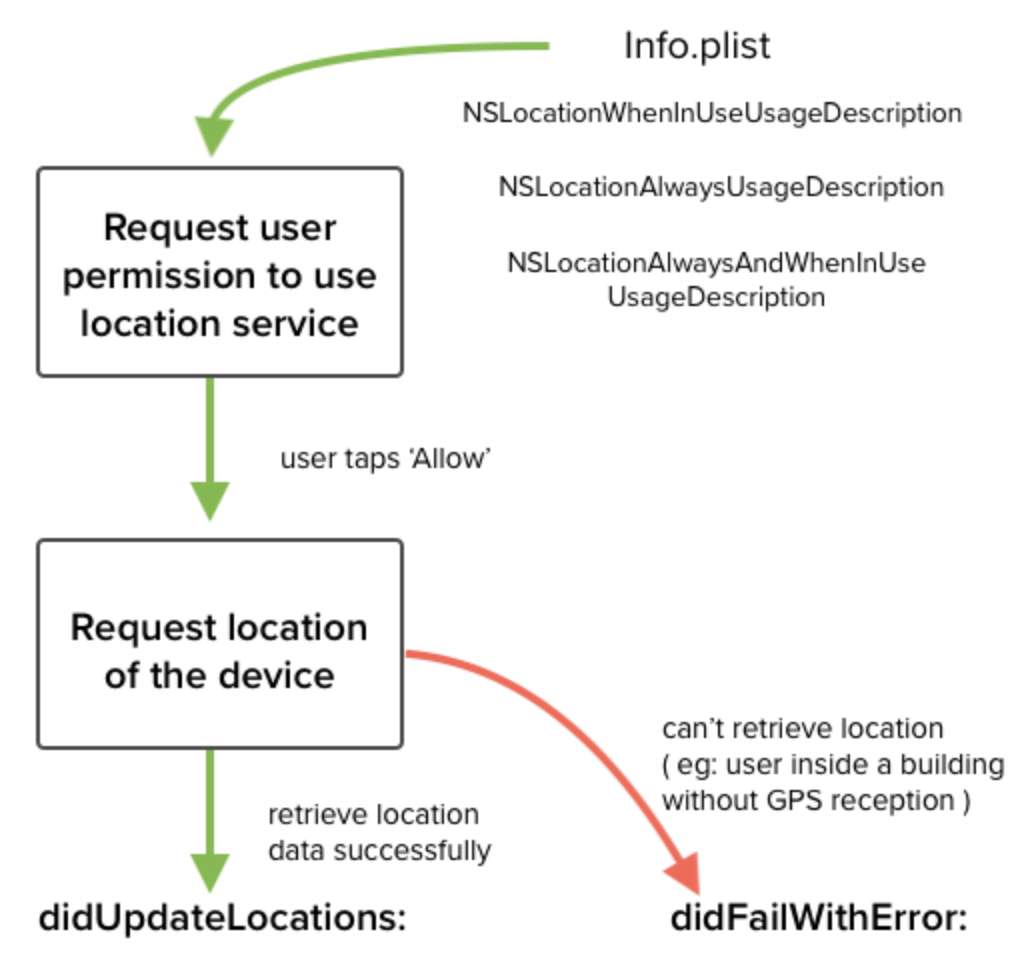 Info.plist
NSLocationWhenInUseUsageDescription
NSLocationAlwaysUsageDescription
NSLocationAlwaysAndWhenInUse
UsageDescription
Request user
permission to use
location service
user taps ‘Allow’
Request location
of the device
can’t retrieve location
( eg: user inside a building
without GPS reception )
retrieve location
data successfully
didUpdateLocations:
didFailWithError: